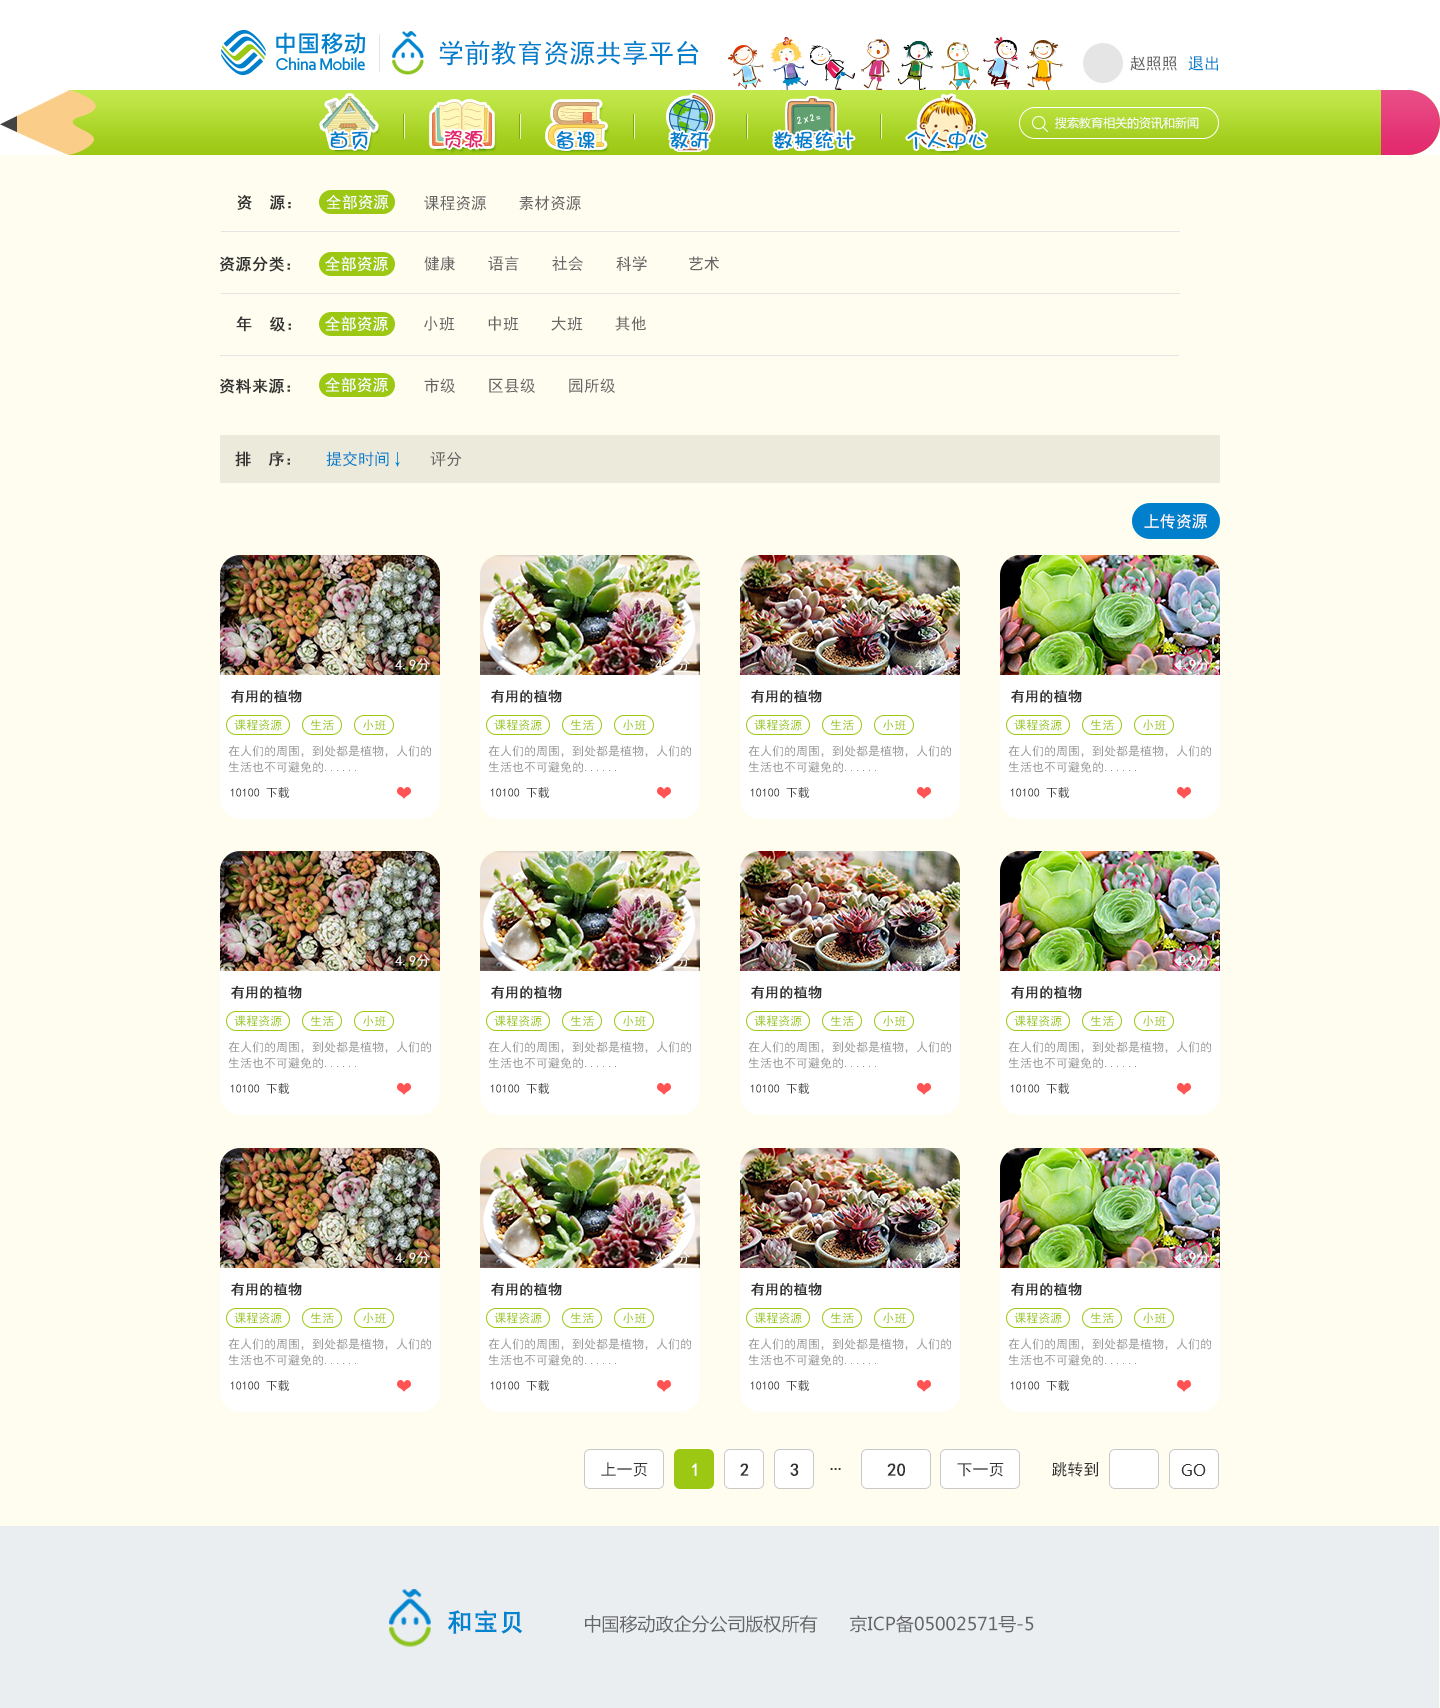 中国移动
China Mobile
学前教育资源共享平台
赵照照 退出
首页 资源 备课 教研 2x2= 数据统计 个人中心 搜索教育相关的资讯和新闻
资 源： 全部资源 课程资源 素材资源
资源分类： 全部资源 健康 语言 社会 科学 艺术
年 级： 全部资源 小班 中班 大班 其他
资料来源： 全部资源 市级 区县级 园所级
排 序： 提交时间↓ 评分
上传资源
4.9分 4.9分 4.9分 4.9分
有用的植物 有用的植物 有用的植物 有用的植物
课程资源 生活 小班 课程资源 生活 小班 课程资源 生活 小班 课程资源 生活 小班
在人们的周围，到处都是植物，人们的 在人们的周围，到处都是植物，人们的 在人们的周围，到处都是植物，人们的 在人们的周围，到处都是植物，人们的
生活也不可避免的...... 生活也不可避免的...... 生活也不可避免的...... 生活也不可避免的......
10100 下载 10100 下载 10100 下载 10100 下载
4.9分 4.9分 4.9分 4.9分
有用的植物 有用的植物 有用的植物 有用的植物
课程资源 生活 小班 课程资源 生活 小班 课程资源 生活 小班 课程资源 生活 小班
在人们的周围，到处都是植物，人们的 在人们的周围，到处都是植物，人们的 在人们的周围，到处都是植物，人们的 在人们的周围，到处都是植物，人们的
生活也不可避免的...... 生活也不可避免的...... 生活也不可避免的...... 生活也不可避免的......
10100 下载 10100 下载 10100 下载 10100 下载
4.9分 4.9分 4.9分 4.9分
有用的植物 有用的植物 有用的植物 有用的植物
课程资源 生活 小班 课程资源 生活 小班 课程资源 生活 小班 课程资源 生活 小班
在人们的周围，到处都是植物，人们的 在人们的周围，到处都是植物，人们的 在人们的周围，到处都是植物，人们的 在人们的周围，到处都是植物，人们的
生活也不可避免的...... 生活也不可避免的...... 生活也不可避免的...... 生活也不可避免的......
10100 下载 10100 下载 10100 下载 10100 下载
上一页 1 2 3 ... 20 下一页 跳转到 GO
和宝贝 中国移动政企分公司版权所有 京ICP备05002571号-5